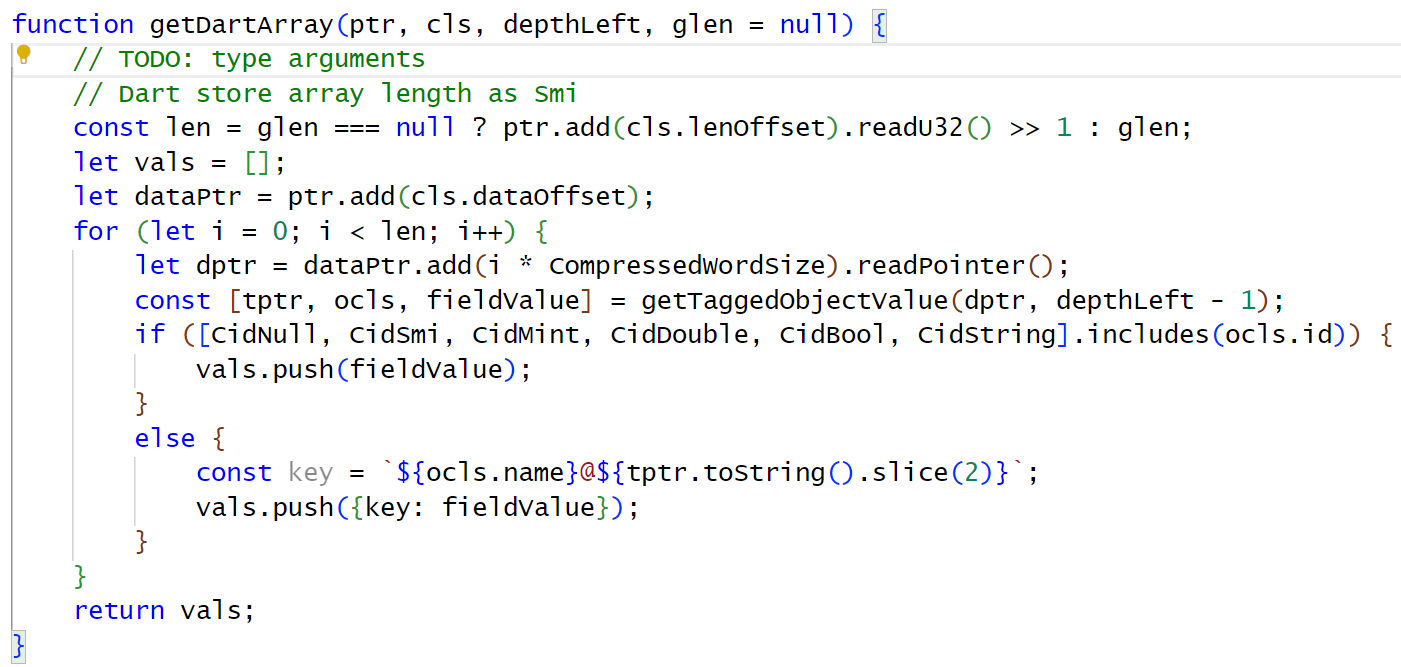 function getDartArray(ptr, cls, depthLeft, glen = null) {
    // TODO: type arguments
    // Dart store array length as Smi
    const len = glen === null ? ptr.add(cls.lenOffset).readU32() >> 1 : glen;
    let vals = [];
    let dataPtr = ptr.add(cls.dataOffset);
    for (let i = 0; i < len; i++) {
        let dptr = dataPtr.add(i * CompressedWordSize).readPointer();
        const [tptr, ocls, fieldValue] = getTaggedObjectValue(dptr, depthLeft - 1);
        if ([CidNull, CidSmi, CidMint, CidDouble, CidBool, CidString].includes(ocls.id)) {
            vals.push(fieldValue);
        }
        else {
            const key = `${ocls.name}@${tptr.toString().slice(2)}`;
            vals.push({key: fieldValue});
        }
    }
    return vals;
}